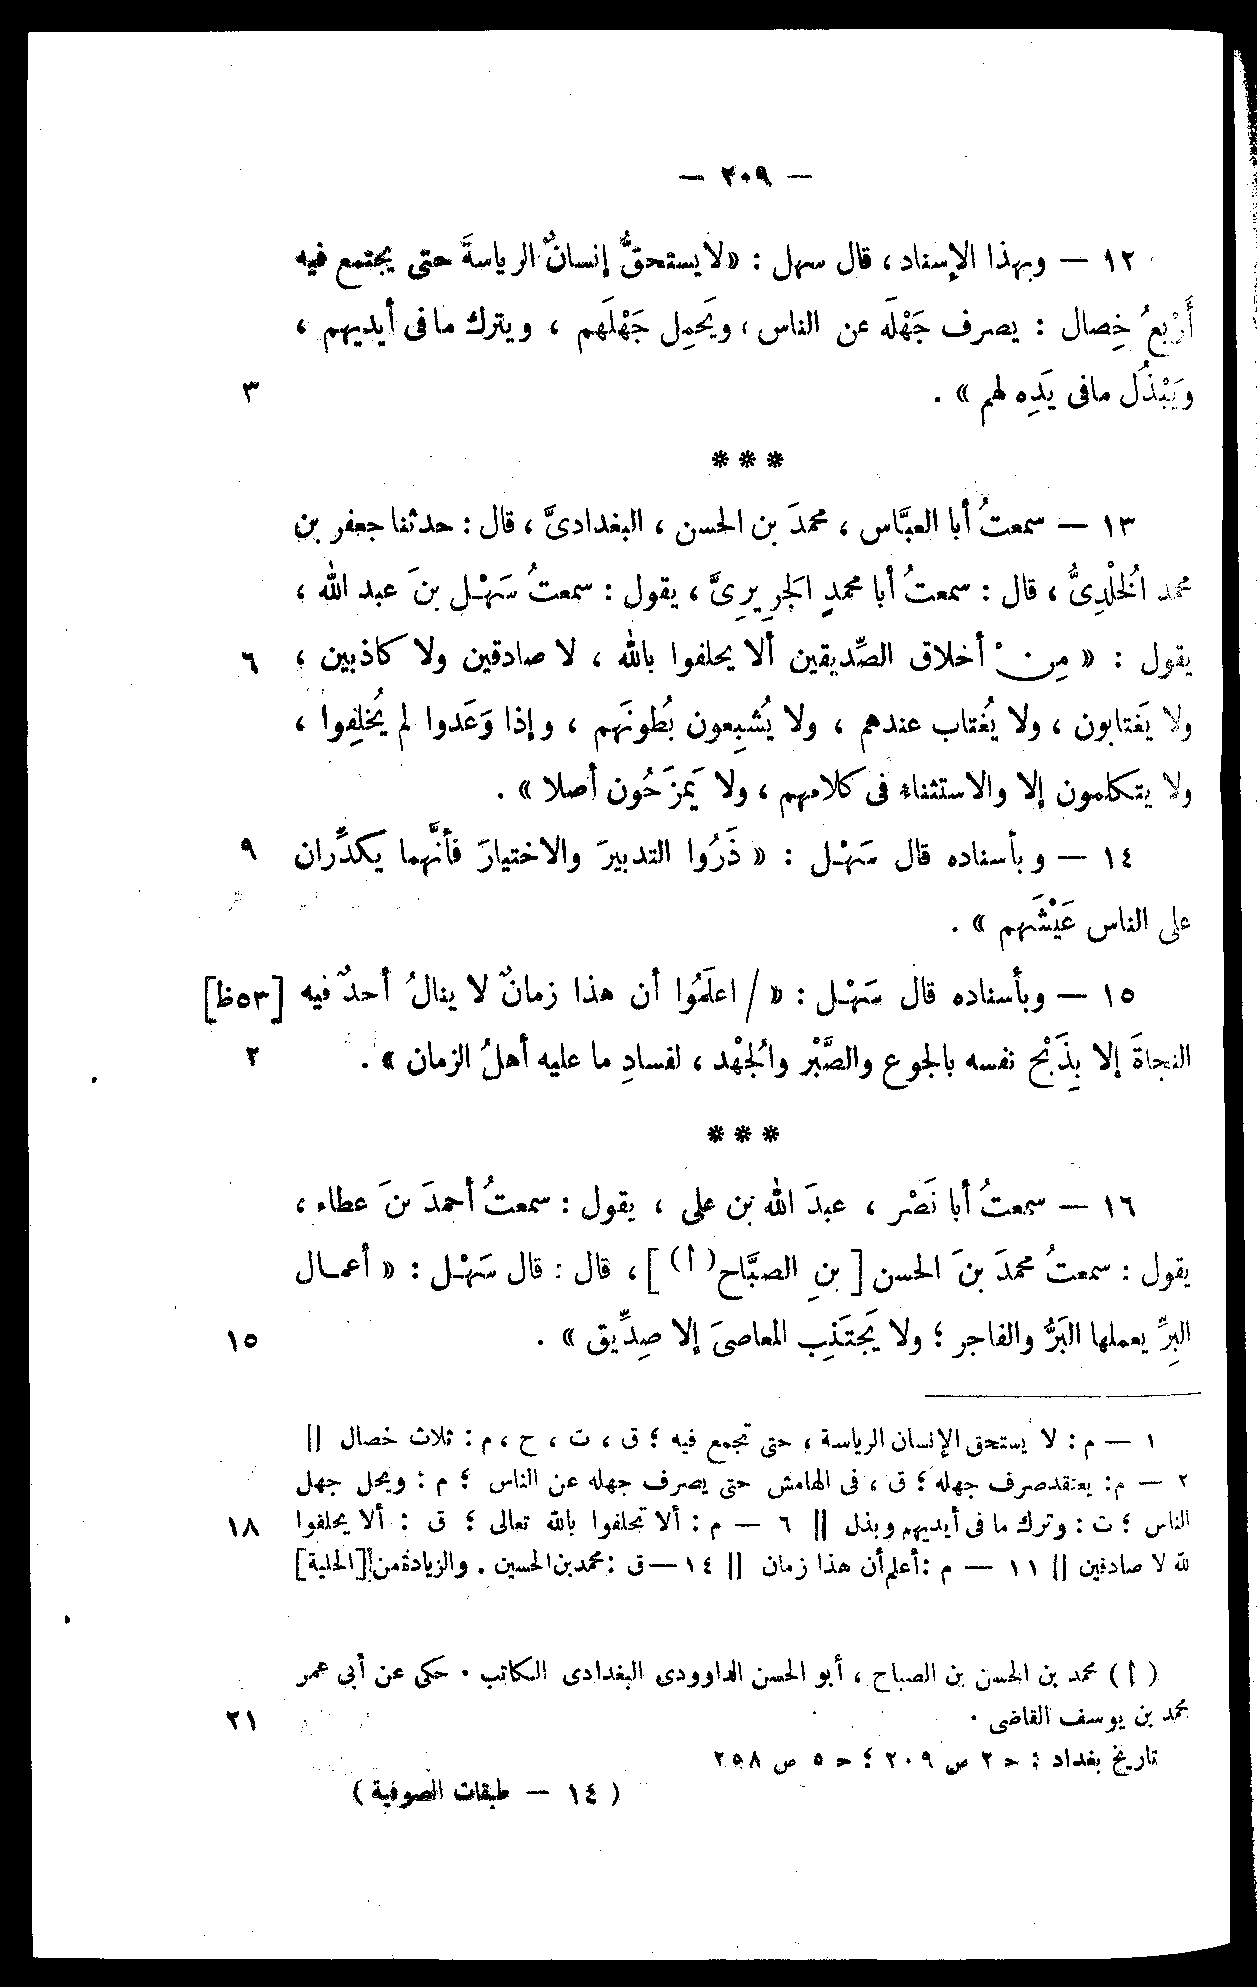 — ٢٠٩ —
١٢ — وبهذا الإسناد، قال سهل : «لا يستحقُّ إنسانٌ الرياسةَ حتى يجتمع فيه
أَرْبعُ خِصال : يصرف جَهْلَه عن الناس، ويَحمِل جَهْلَهم ، ويترك ما فى أيديهم ،
ويَبْذُل مافى يَدِه لهم » .
٣
* * *
١٣ — سمعتُ أبا العبَّاس ، محمدَ بن الحسن ، البغدادىَّ ، قال : حدثنا جعفر بن
محمد الخُلْدِىُّ ، قال : سمعتُ أبا محمدٍ الجَرِيرِىَّ ، يقول : سمعتُ سَهْل بنَ عبد الله ،
يقول : « مِنْ أخلاق الصِّديقين ألا يحلفوا بالله ، لا صادقين ولا كاذبين ؛
٦
ولا يَغتابون ، ولا يُغتاب عندهم ، ولا يُشبِعون بُطونَهم ، وإذا وَعَدوا لم يُخلِفوا ،
ولا يتكلمون إلا والاستثناء فى كلامهم ، ولا يَمزَحُون أصلا » .
١٤ — وبأسناده قال سَهْل : « ذَرُوا التدبيرَ والاختيارَ فأنَّهما يكدِّران
٩
على الناس عَيْشَهم » .
١٥ — وبأسناده قال سَهْل : « / اعلَمُوا أن هذا زمانٌ لا ينالُ أحدٌ فيه [٥٣ظ]
النجاةَ إلا بِذَبْح نفسه بالجوع والصَّبْر والجُهْد ، لفسادِ ما عليه أهلُ الزمان » .
٢
* * *
١٦ — سمعتُ أبا نَصْر ، عبدَ الله بن على ، يقول : سمعتُ أحمدَ بنَ عطاء ،
يقول : سمعتُ محمدَ بنَ الحسن [ بنِ الصبَّاح(أ) ] ، قال : قال سَهْل : « أعمال
البِرِّ يعملها البَرُّ والفاجر ؛ ولا يَجتَنِب المعاصىَ إلا صِدِّيق » .
١٥
١ — م : لا يستحق الإنسان الرياسة ، حتى تجمع فيه ؛ ق ، ت ، ح ، م : ثلاث خصال ||
٢ — م : يعتقد صرف جهله ؛ ق ، فى الهامش حتى يصرف جهله عن الناس ؛ م : ويحمل جهل
الناس ؛ ت : وترك ما فى أيديهم وبذل || ٦ — م : ألا تحلفوا بالله تعالى ؛ ق : ألا يحلفوا
١٨
لله لا صادقين || ١١ — م : أعلم أن هذا زمان || ١٤ — ق : محمد بن الحسين . والزيادة من [الحلية]
(أ) محمد بن الحسن بن الصباح ، أبو الحسن الداوودى البغدادى الكاتب . حكى عن أبى عمر
محمد بن يوسف القاضى .
٢١
تاريخ بغداد : ح ٢ ص ٢٠٩ ؛ ح ٥ ص ٢٥٨
( ١٤ — طبقات الصوفية )